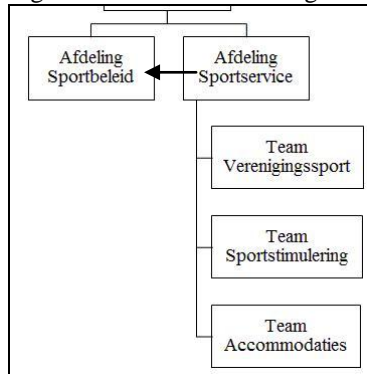 Afdeling
Sportbeleid
Afdeling
Sportservice
Team
Verenigingssport
Team
Sportstimulering
Team
Accommodaties